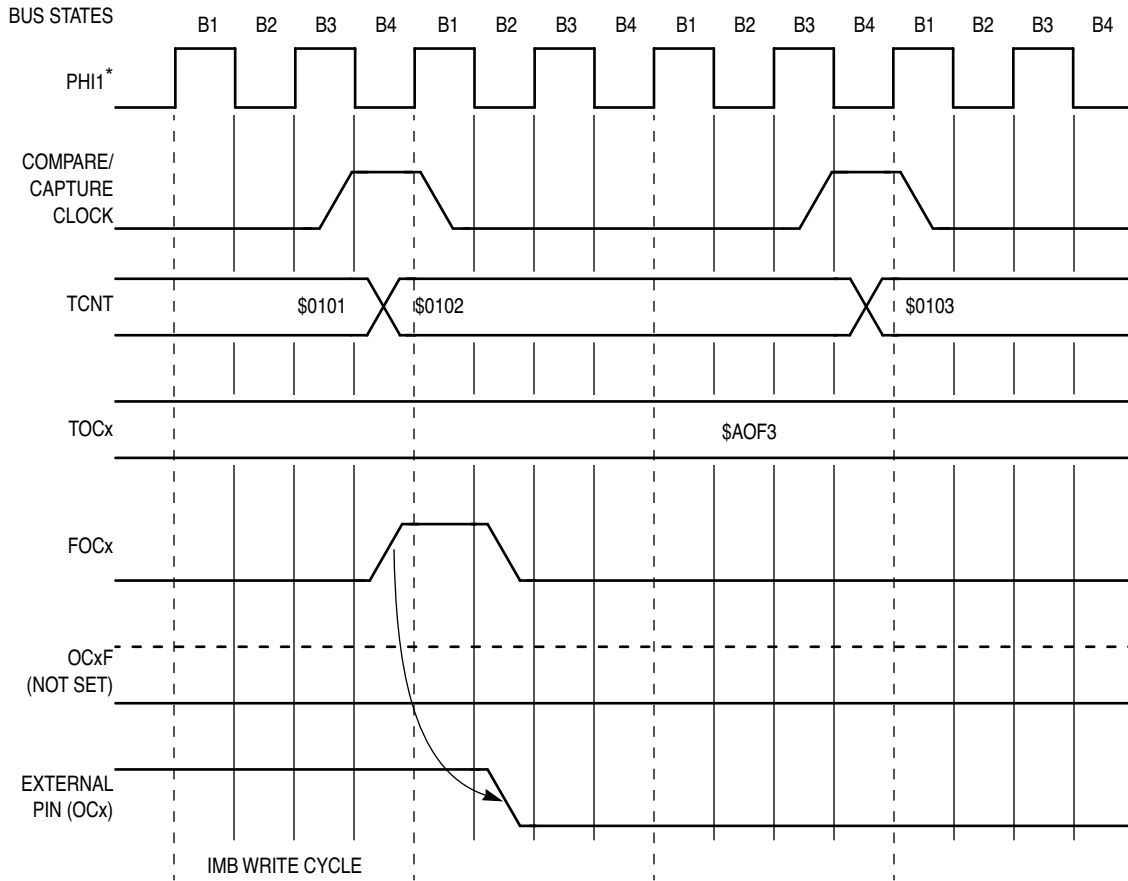 BUS STATES
B1 B2 B3 B4 B1 B2 B3 B4 B1 B2 B3 B4 B1 B2 B3 B4
PHI1*
COMPARE/
CAPTURE
CLOCK
TCNT $0101 $0102 $0103
TOCx $AOF3
FOCx
OCxF
(NOT SET)
EXTERNAL
PIN (OCx)
IMB WRITE CYCLE